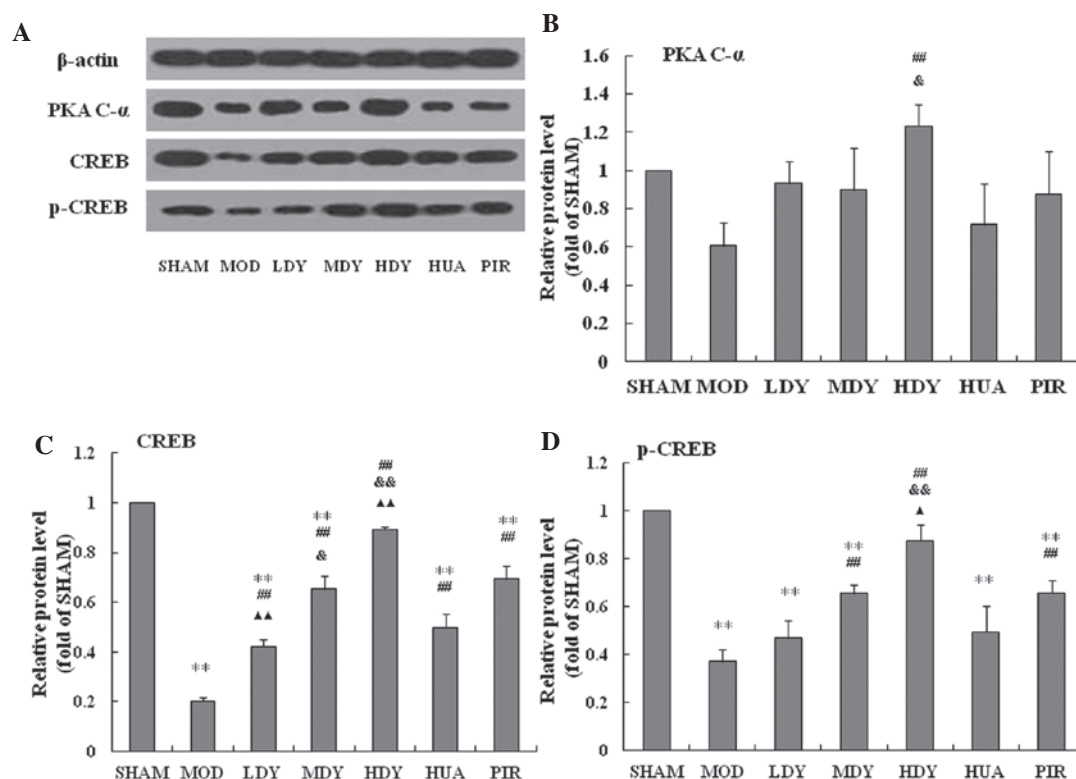 A
β-actin
PKA C-α
CREB
p-CREB
SHAM MOD LDY MDY HDY HUA PIR
B
PKA C-α
Relative protein level
(fold of SHAM)
1.6
1.4
1.2
1
0.8
0.6
0.4
0.2
0
##
&
SHAM MOD LDY MDY HDY HUA PIR
C
CREB
Relative protein level
(fold of SHAM)
1.2
1
0.8
0.6
0.4
0.2
0
**
**
##
▲▲
**
##
&
##
&&
▲▲
**
##
**
##
SHAM MOD LDY MDY HDY HUA PIR
D
p-CREB
Relative protein level
(fold of SHAM)
1.2
1
0.8
0.6
0.4
0.2
0
**
**
**
##
##
&&
▲
**
**
##
SHAM MOD LDY MDY HDY HUA PIR